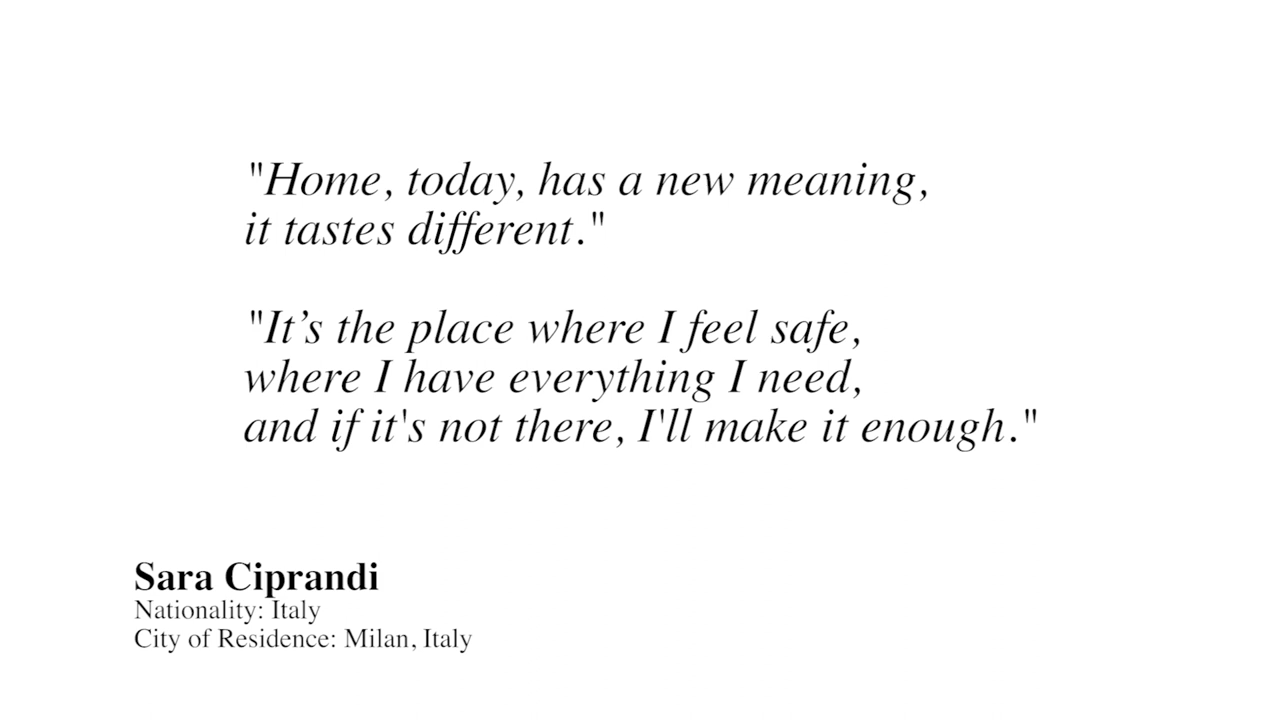 "Home, today, has a new meaning,
it tastes different."
"It’s the place where I feel safe,
where I have everything I need,
and if it's not there, I'll make it enough."
Sara Ciprandi
Nationality: Italy
City of Residence: Milan, Italy